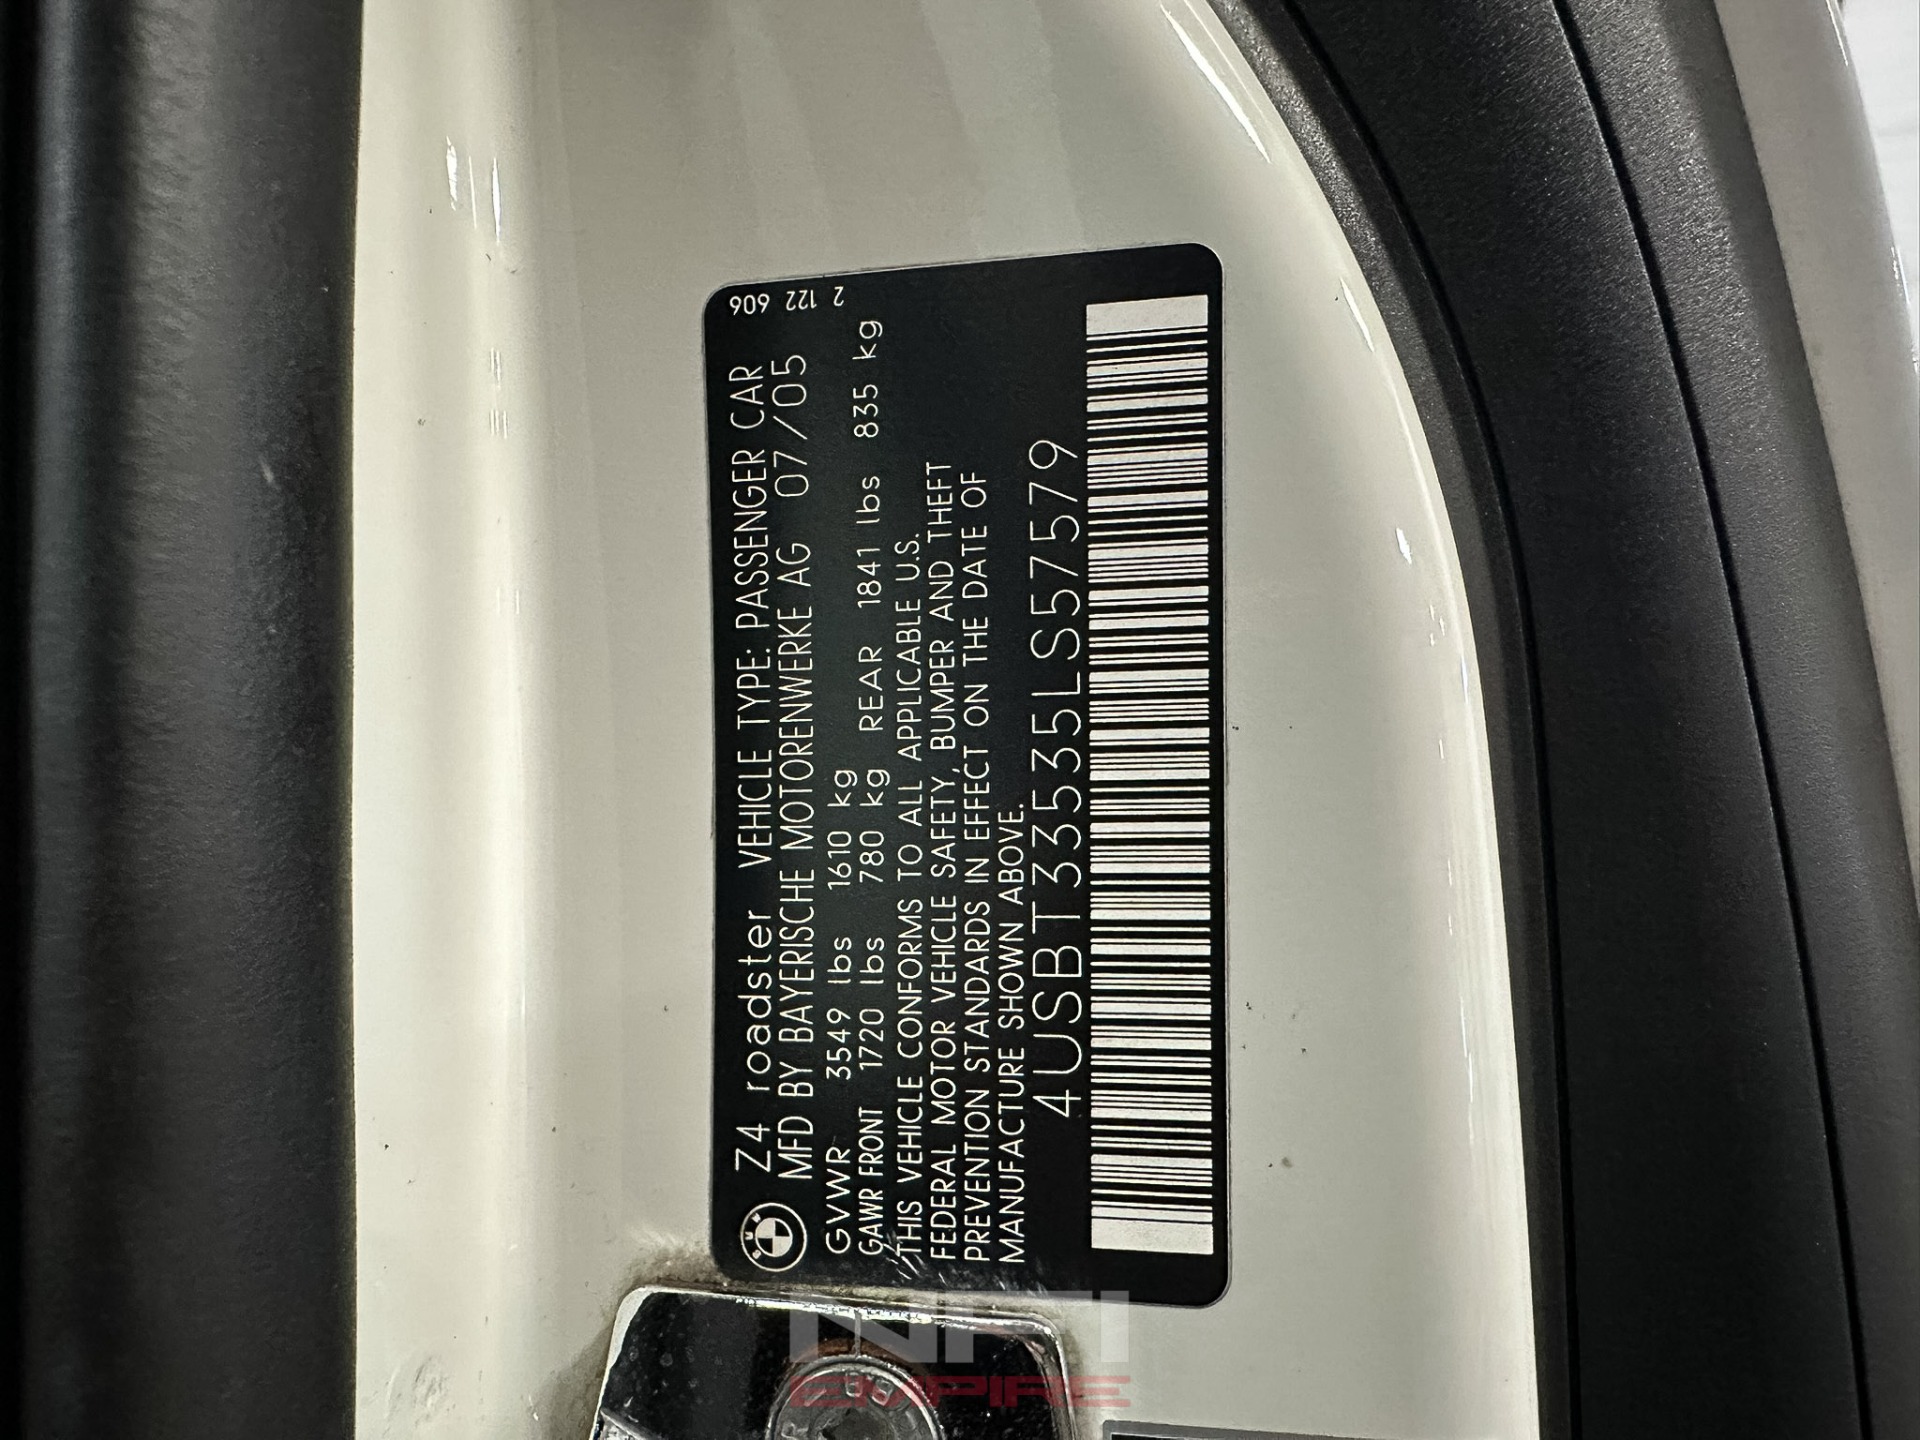 Z4 roadster VEHICLE TYPE: PASSENGER CAR
MFD BY BAYERISCHE MOTORENWERKE AG 07/05
GVWR 3549 lbs 1610 kg
GAWR FRONT 1720 lbs 780 kg REAR 1841 lbs 835 kg
THIS VEHICLE CONFORMS TO ALL APPLICABLE U.S.
FEDERAL MOTOR VEHICLE SAFETY, BUMPER AND THEFT
PREVENTION STANDARDS IN EFFECT ON THE DATE OF
MANUFACTURE SHOWN ABOVE.
4USBT33535LS57579
2 122 606
BMW
NFI
EMPIRE